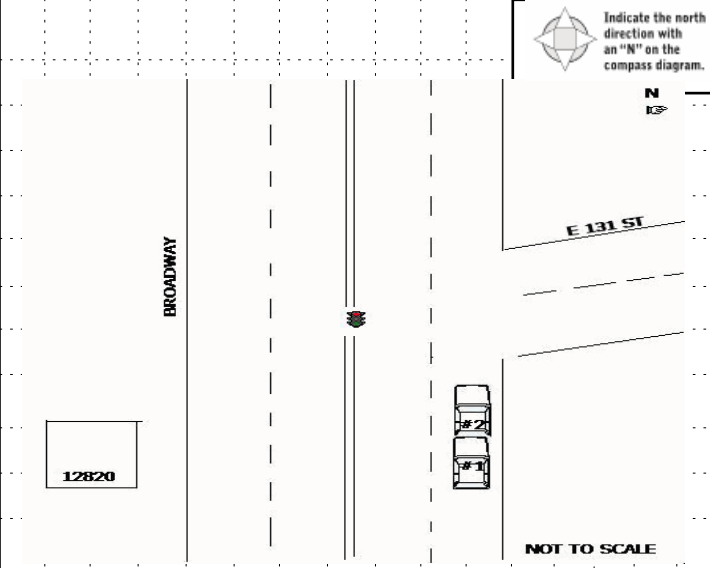 Indicate the north
direction with
an “N” on the
compass diagram.
N
E 131 ST
BROADWAY
#2
#1
12820
NOT TO SCALE